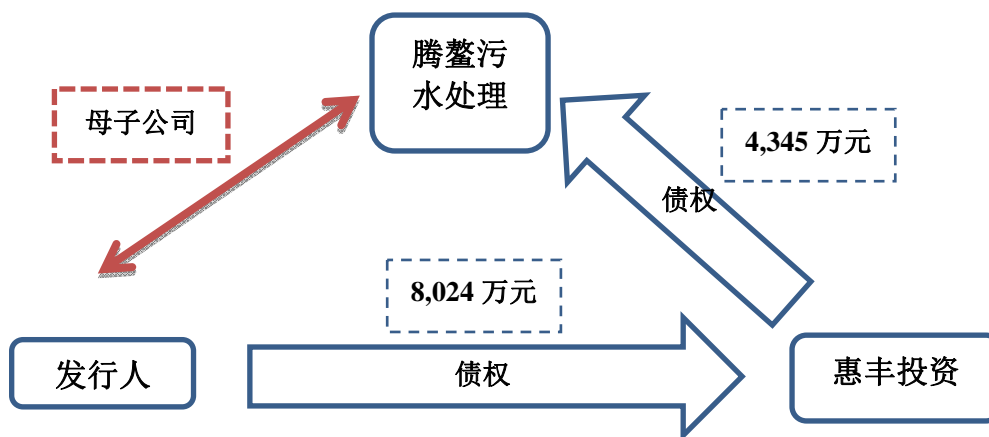 腾鳌污
水处理
母子公司
4,345 万元
债权
8,024 万元
发行人
债权
惠丰投资